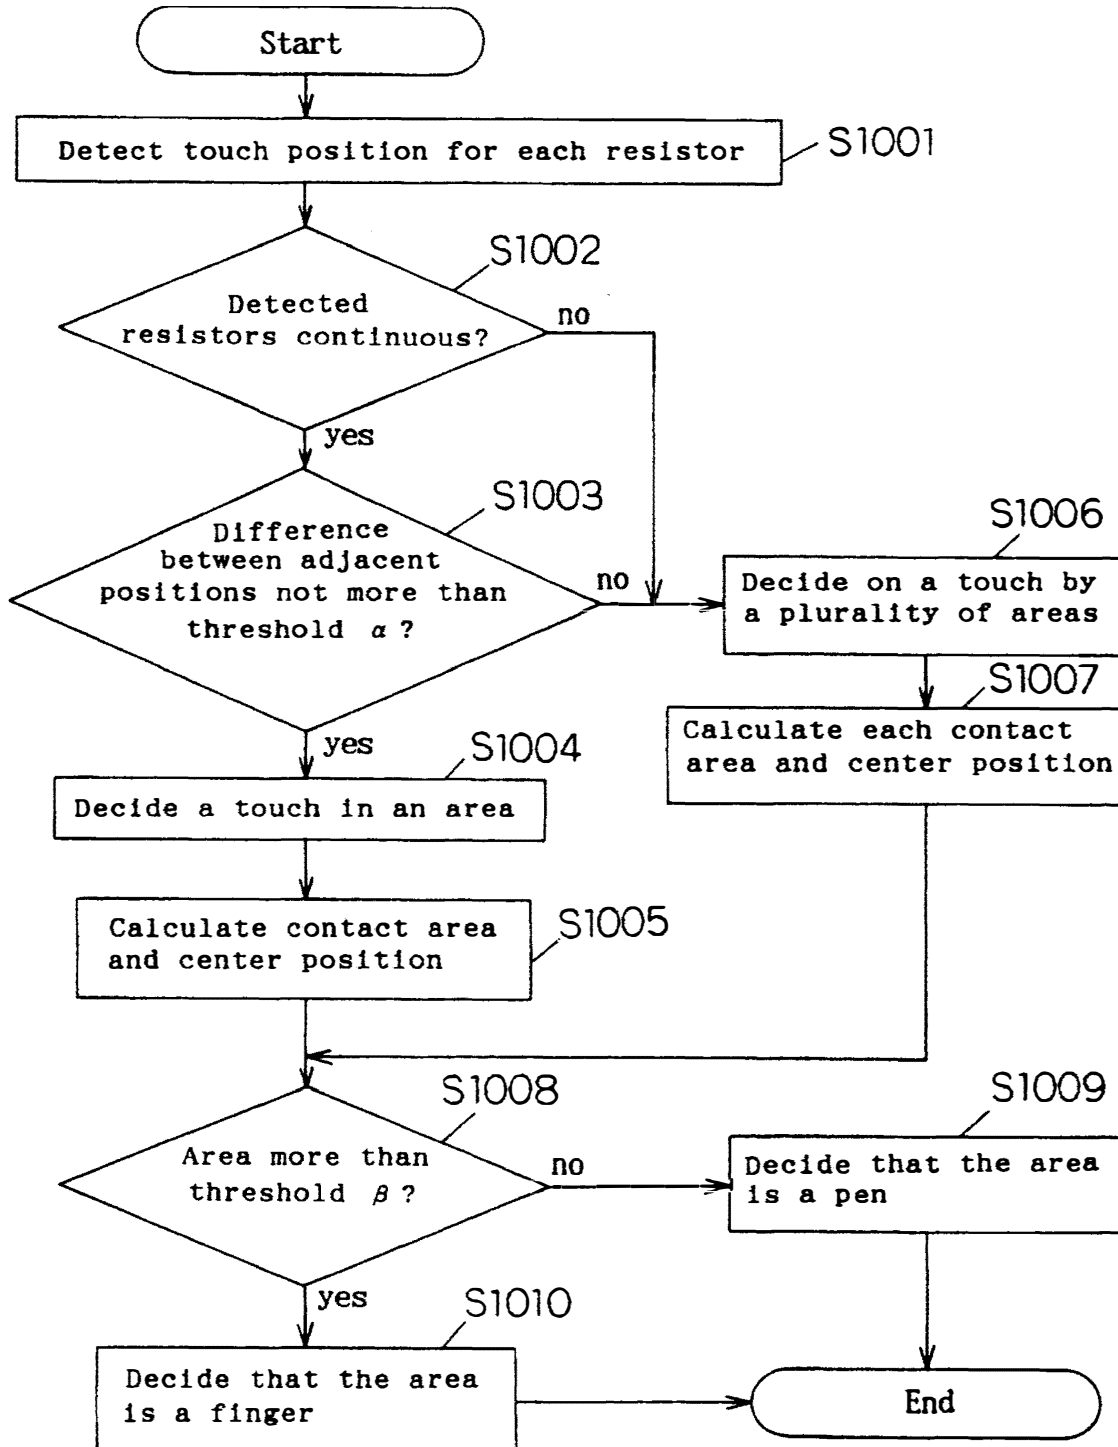 Start
Detect touch position for each resistor
S1001
S1002
Detected
resistors continuous?
no
yes
S1003
Difference
between adjacent
positions not more than
threshold α ?
no
yes
S1006
Decide on a touch by
a plurality of areas
S1007
Calculate each contact
area and center position
S1004
Decide a touch in an area
S1005
Calculate contact area
and center position
S1008
Area more than
threshold β ?
no
yes
S1009
Decide that the area
is a pen
S1010
Decide that the area
is a finger
End